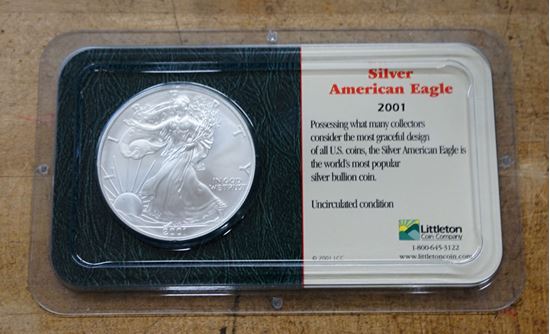 LIBERTY
IN GOD
WE TRUST
2001
Silver
American Eagle
2001
Possessing what many collectors
consider the most graceful design
of all U.S. coins, the Silver American Eagle is
the world's most popular
silver bullion coin.
Uncirculated condition
Littleton
Coin Company
1-800-645-3122
www.littletoncoin.com
© 2001 LCC